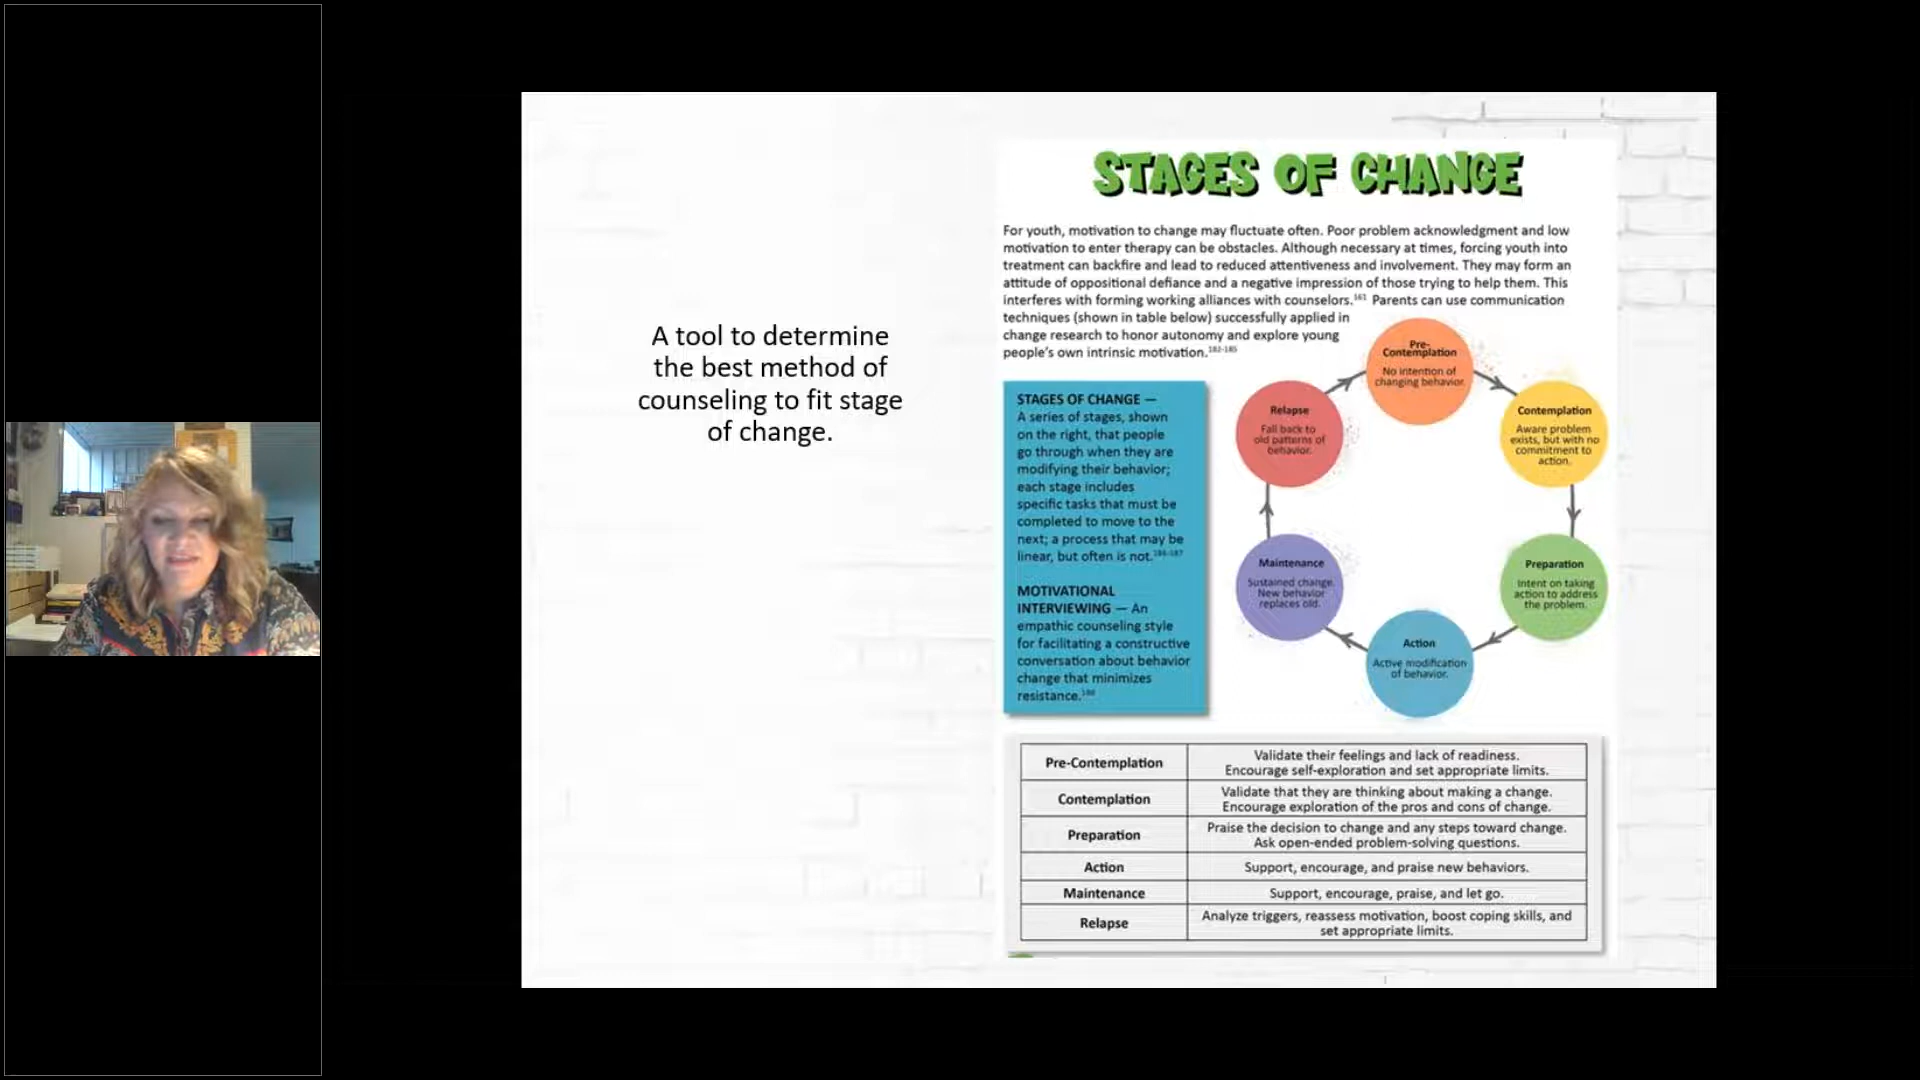 A tool to determine
the best method of
counseling to fit stage
of change.
STAGES OF CHANGE
For youth, motivation to change may fluctuate often. Poor problem acknowledgment and low
motivation to enter therapy can be obstacles. Although necessary at times, forcing youth into
treatment can backfire and lead to reduced attentiveness and involvement. They may form an
attitude of oppositional defiance and a negative impression of those trying to help them. This
interferes with forming working alliances with counselors.161 Parents can use communication
techniques (shown in table below) successfully applied in
change research to honor autonomy and explore young
people's own intrinsic motivation.182-185
STAGES OF CHANGE —
A series of stages, shown
on the right, that people
go through when they are
modifying their behavior;
each stage includes
specific tasks that must be
completed to move to the
next; a process that may be
linear, but often is not.
MOTIVATIONAL
INTERVIEWING — An
empathic counseling style
for facilitating a constructive
conversation about behavior
change that minimizes
resistance.
Pre-
Contemplation
No intention of
changing behavior.
Contemplation
Aware problem
exists, but with no
commitment to
action.
Preparation
Intent on taking
action to address
the problem.
Action
Active modification
of behavior.
Maintenance
Sustained change.
New behavior
replaces old.
Relapse
Fall back to
old patterns of
behavior.
Pre-Contemplation
Validate their feelings and lack of readiness.
Encourage self-exploration and set appropriate limits.
Contemplation
Validate that they are thinking about making a change.
Encourage exploration of the pros and cons of change.
Preparation
Praise the decision to change and any steps toward change.
Ask open-ended problem-solving questions.
Action
Support, encourage, and praise new behaviors.
Maintenance
Support, encourage, praise, and let go.
Relapse
Analyze triggers, reassess motivation, boost coping skills, and
set appropriate limits.